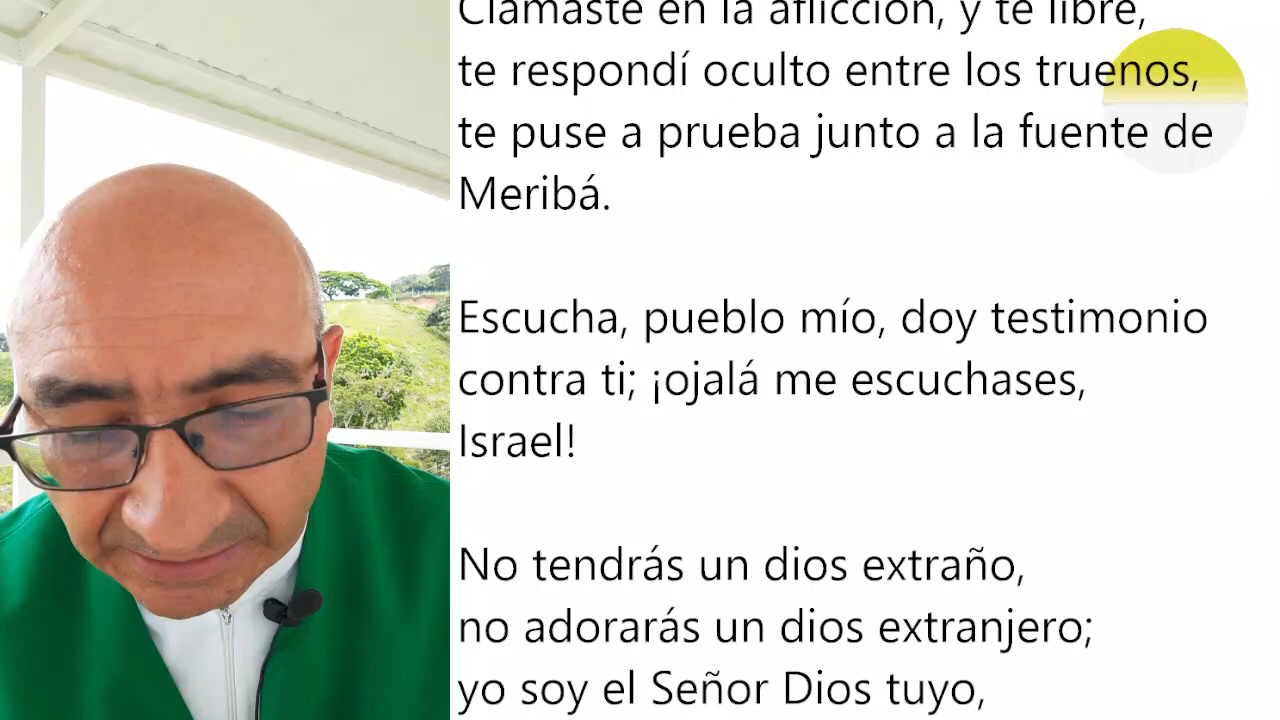 Clamaste en la aflicción, y te libré,
te respondí oculto entre los truenos,
te puse a prueba junto a la fuente de
Meribá.
Escucha, pueblo mío, doy testimonio
contra ti; ¡ojalá me escuchases,
Israel!
No tendrás un dios extraño,
no adorarás un dios extranjero;
yo soy el Señor Dios tuyo,